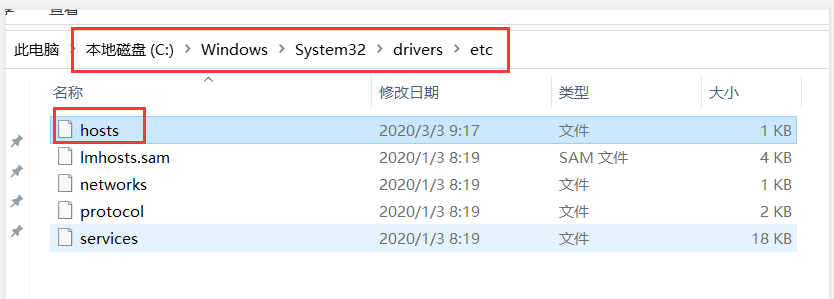 查看
此电脑 > 本地磁盘 (C:) > Windows > System32 > drivers > etc
名称 修改日期 类型 大小
hosts 2020/3/3 9:17 文件 1 KB
lmhosts.sam 2020/1/3 8:19 SAM 文件 4 KB
networks 2020/1/3 8:19 文件 1 KB
protocol 2020/1/3 8:19 文件 2 KB
services 2020/1/3 8:19 文件 18 KB